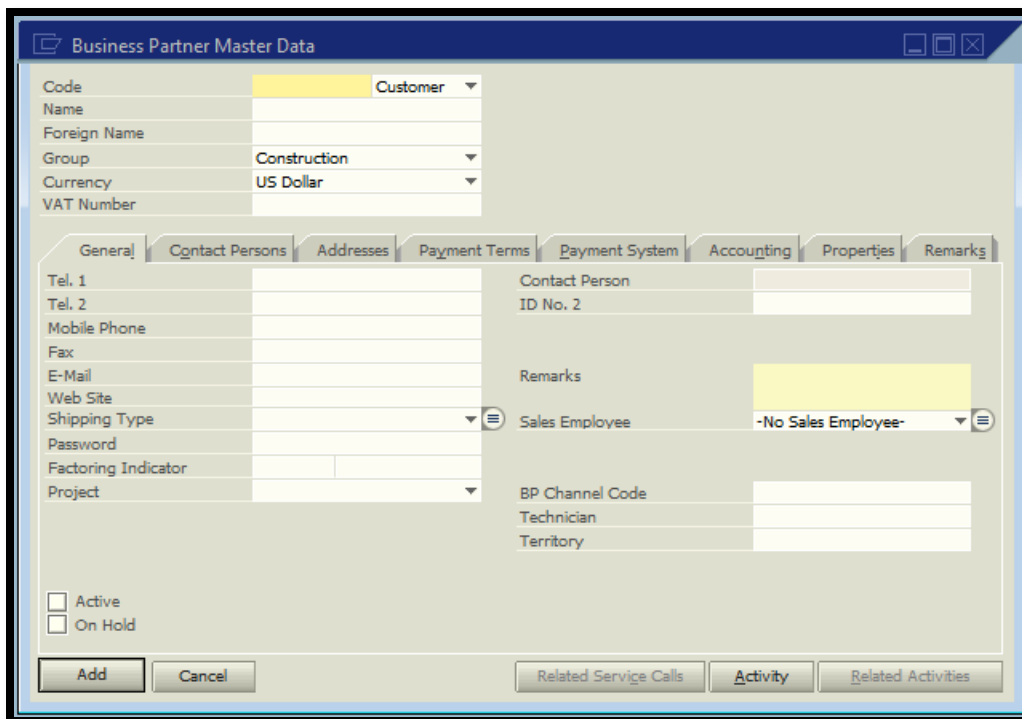 Business Partner Master Data
Code Customer
Name
Foreign Name
Group Construction
Currency US Dollar
VAT Number
General Contact Persons Addresses Payment Terms Payment System Accounting Properties Remarks
Tel. 1 Contact Person
Tel. 2 ID No. 2
Mobile Phone
Fax
E-Mail Remarks
Web Site
Shipping Type Sales Employee -No Sales Employee-
Password
Factoring Indicator
Project BP Channel Code
Technician
Territory
Active
On Hold
Add Cancel Related Service Calls Activity Related Activities